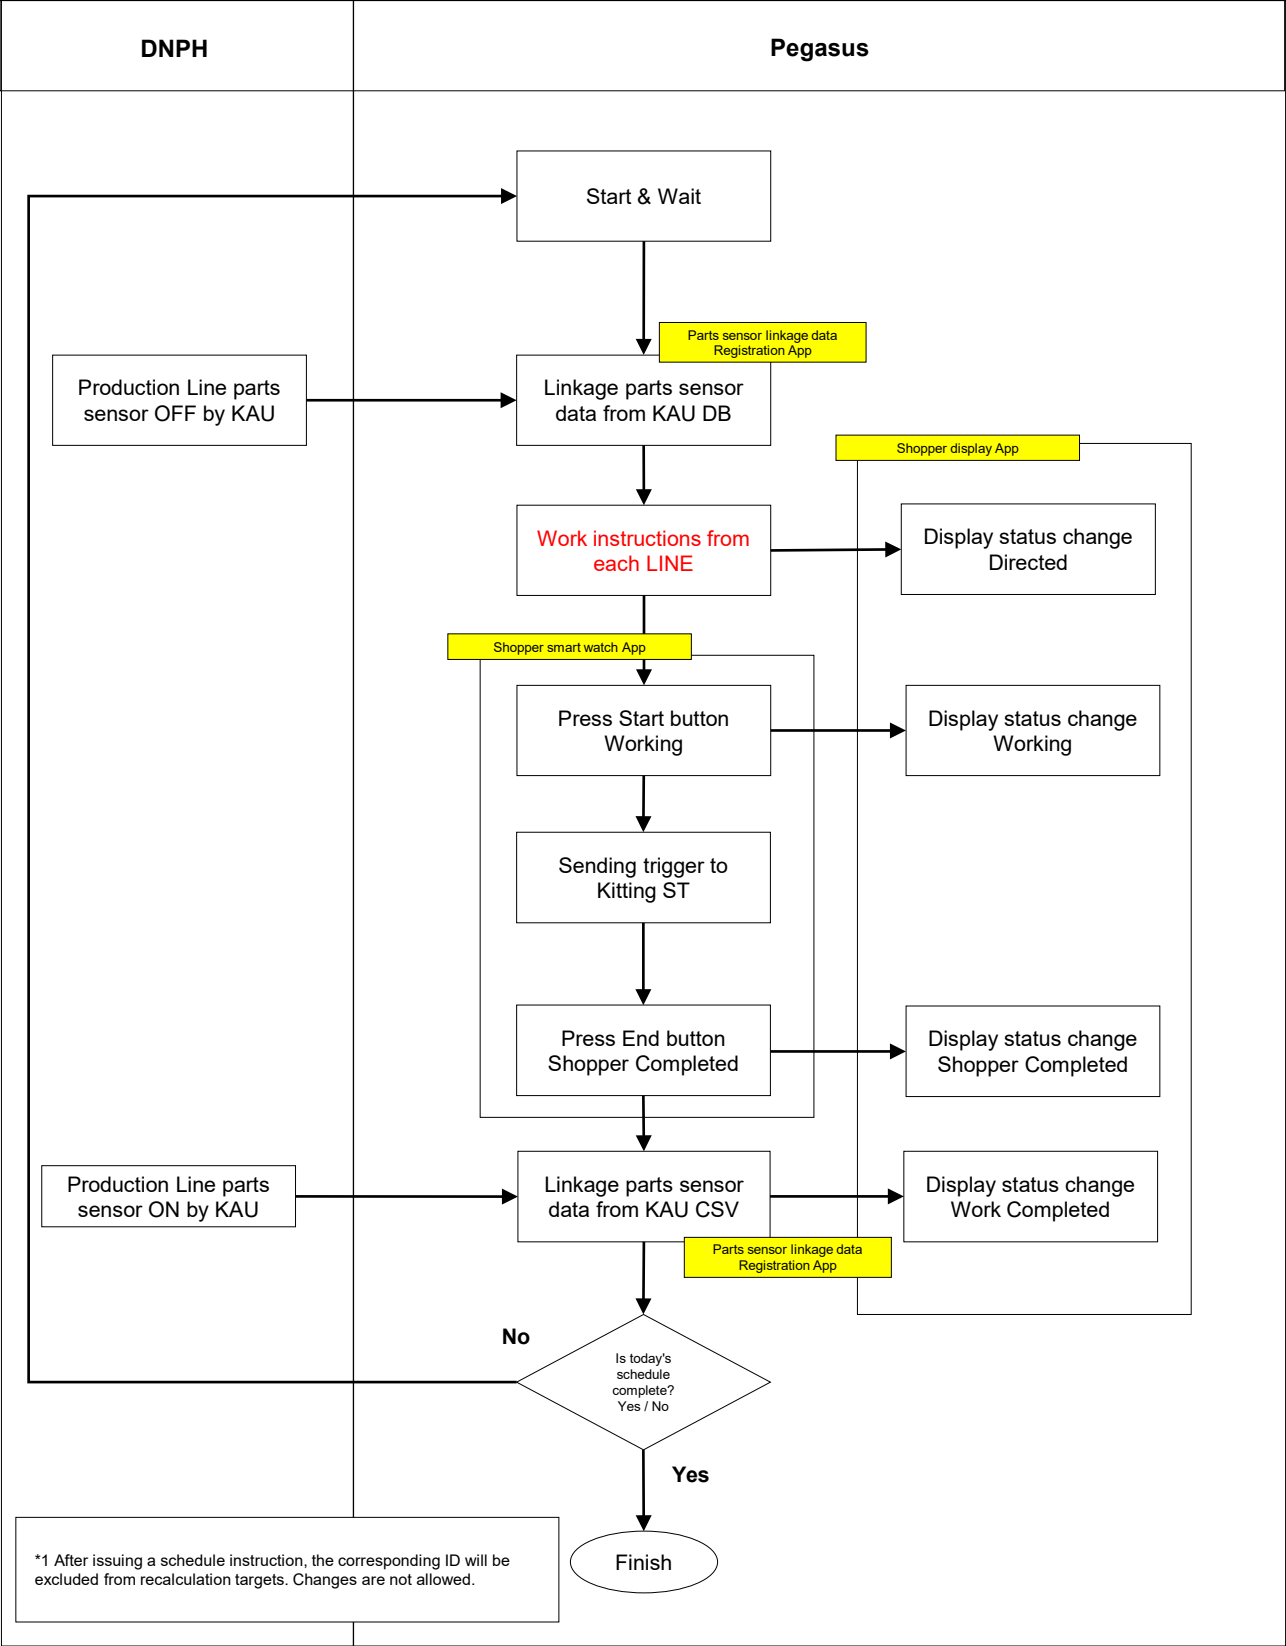 DNPH
Pegasus
Start & Wait
Parts sensor linkage data
Registration App
Production Line parts
sensor OFF by KAU
Linkage parts sensor
data from KAU DB
Shopper display App
Work instructions from
each LINE
Display status change
Directed
Shopper smart watch App
Press Start button
Working
Display status change
Working
Sending trigger to
Kitting ST
Press End button
Shopper Completed
Display status change
Shopper Completed
Production Line parts
sensor ON by KAU
Linkage parts sensor
data from KAU CSV
Display status change
Work Completed
Parts sensor linkage data
Registration App
No
Is today's
schedule
complete?
Yes / No
Yes
Finish
*1 After issuing a schedule instruction, the corresponding ID will be
excluded from recalculation targets. Changes are not allowed.